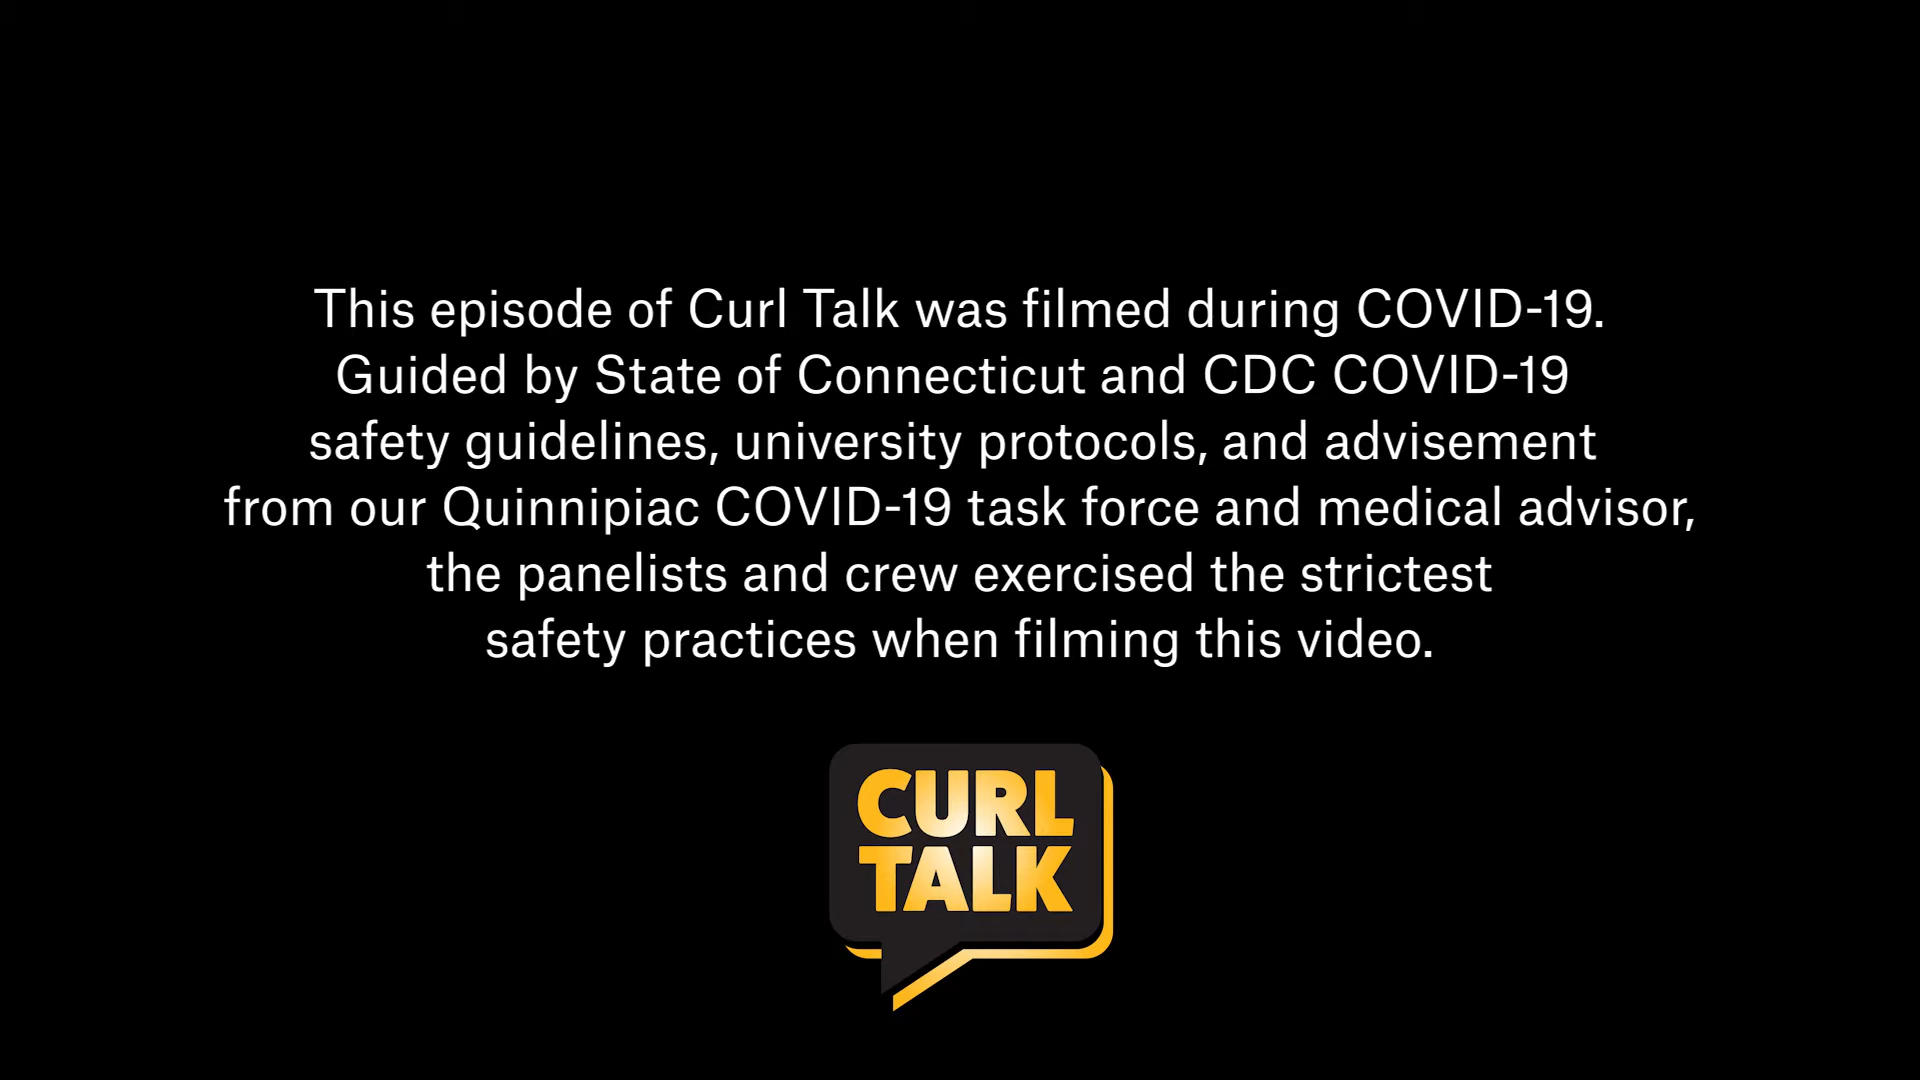 This episode of Curl Talk was filmed during COVID-19.
Guided by State of Connecticut and CDC COVID-19
safety guidelines, university protocols, and advisement
from our Quinnipiac COVID-19 task force and medical advisor,
the panelists and crew exercised the strictest
safety practices when filming this video.
CURL
TALK